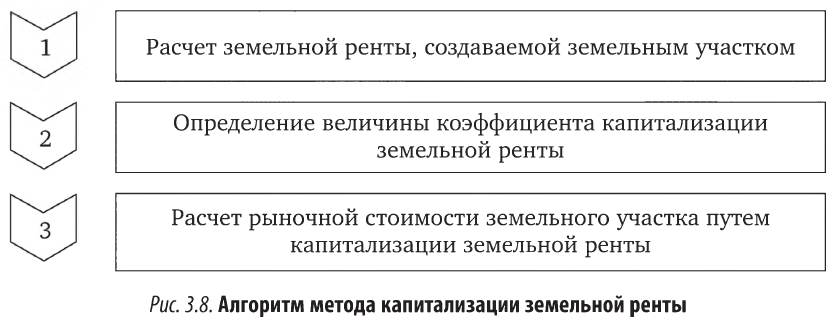 1
Расчет земельной ренты, создаваемой земельным участком
2
Определение величины коэффициента капитализации
земельной ренты
3
Расчет рыночной стоимости земельного участка путем
капитализации земельной ренты
Рис. 3.8. Алгоритм метода капитализации земельной ренты